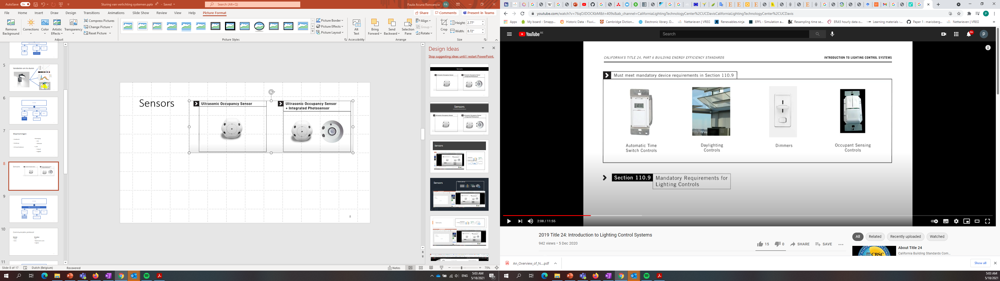 AutoSave On Sturing van verlichting systemen.pptx - Saved Search (Alt+Q) Paula Acuna Roncancio PA
File Home Insert Draw Design Transitions Animations Slide Show Review View Help Picture Format Share Comments Present in Teams
Remove Background
Corrections
Color
Artistic Effects
Transparency
Compress Pictures
Change Picture
Reset Picture
Adjust
Picture Styles
Picture Border
Picture Effects
Picture Layout
Alt Text
Accessibility
Bring Forward
Send Backward
Selection Pane
Align
Group
Rotate
Arrange
Crop
Height: 2.77"
Width: 8.72"
Size
5
Variabelen om te sturen
6
7
Waarnemingen
8
Sensors
9
10
Communicatie protocol
11
Sensors
Ultrasonic Occupancy Sensor
Ultrasonic Occupancy Sensor
+ Integrated Photosensor
8
Design Ideas
Stop suggesting ideas until I restart PowerPoint.
Sensors
Sensors
Sensors
Sensors
Sensors
Slide 8 of 17 Dutch (Belgium) Recovered Notes 75%
ENG 5:03 AM
5/18/2021
youtube.com/watch?v=76qOJDOCKbM&t=409s&ab_channel=CaliforniaLightingTechnologyCenter%2CUCDavisCaliforniaLightingTechnologyCenter%2CUCDavis
Apps My board - Smapp... Historic Data - Fluvi... Cambridge Diction... Electronic library. D... Nettarieven | VREG Renewables.ninja EPFL - Simulation a... Resampling time se... ERA5 hourly data o... Learning materials -... Paper 1 · marioberg... Nettarieven | VREG
YouTube BE Search 9+ P
CALIFORNIA'S TITLE 24, PART 6 BUILDING ENERGY EFFICIENCY STANDARDS INTRODUCTION TO LIGHTING CONTROL SYSTEMS
Must meet mandatory device requirements in Section 110.9
Automatic Time
Switch Controls
Daylighting
Controls
Dimmers
Occupant Sensing
Controls
Section 110.9 Mandatory Requirements for
Lighting Controls
2:08 / 11:55
2019 Title 24: Introduction to Lighting Control Systems
942 views • 5 Dec 2020
15 0 SHARE SAVE
All Related Recently uploaded Watched
About Title 24
California Building Standards Com...
CBSC
An_Overview_of_N....pdf
Show all
5:03 AM
5/18/2021